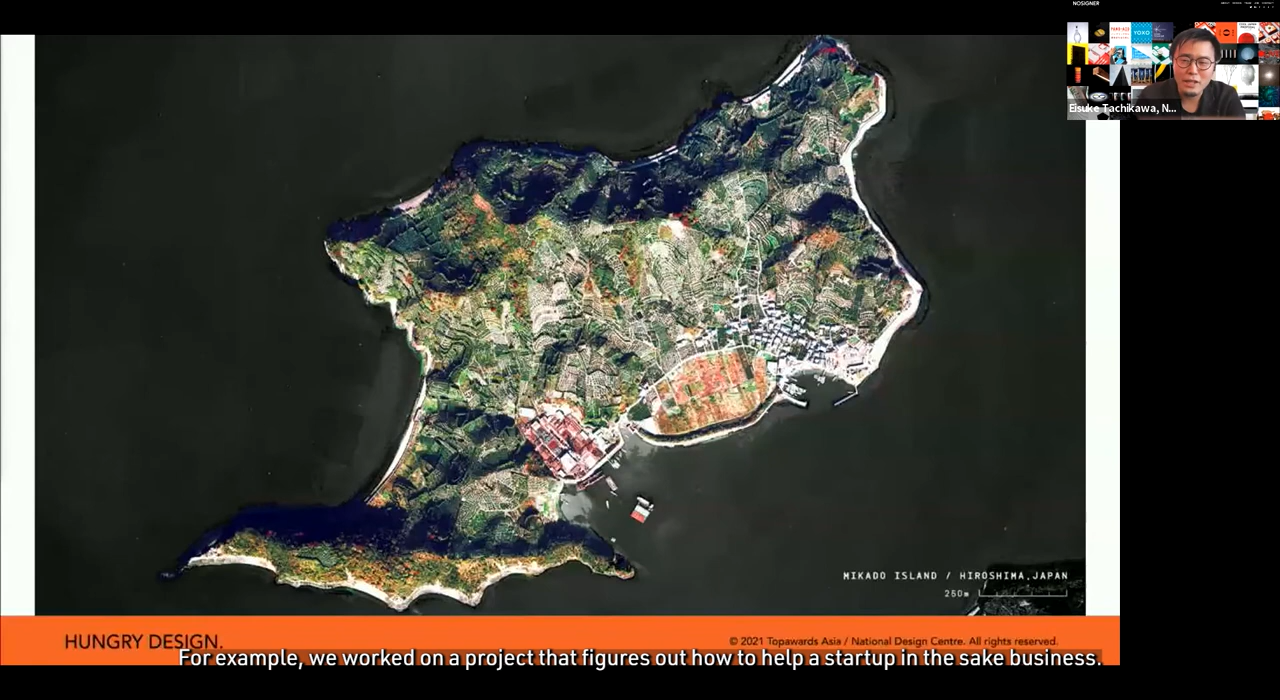 NOSIGNER
YOXO
Eisuke Tachikawa, N...
MIKADO ISLAND / HIROSHIMA,JAPAN
250m
HUNGRY DESIGN.
© 2021 Topawards Asia / National Design Centre. All rights reserved.
For example, we worked on a project that figures out how to help a startup in the sake business.